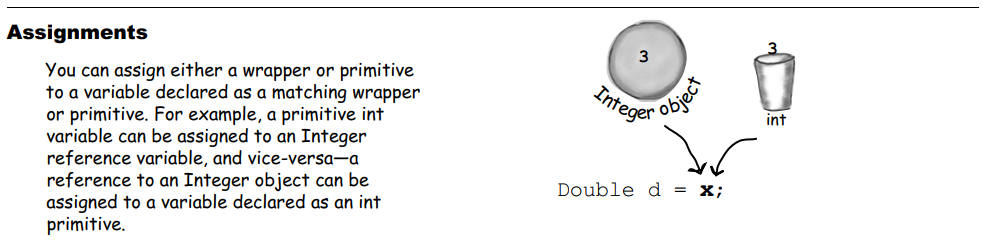 Assignments
You can assign either a wrapper or primitive
to a variable declared as a matching wrapper
or primitive. For example, a primitive int
variable can be assigned to an Integer
reference variable, and vice-versa—a
reference to an Integer object can be
assigned to a variable declared as an int
primitive.
3
Integer object
3
int
Double d = x;